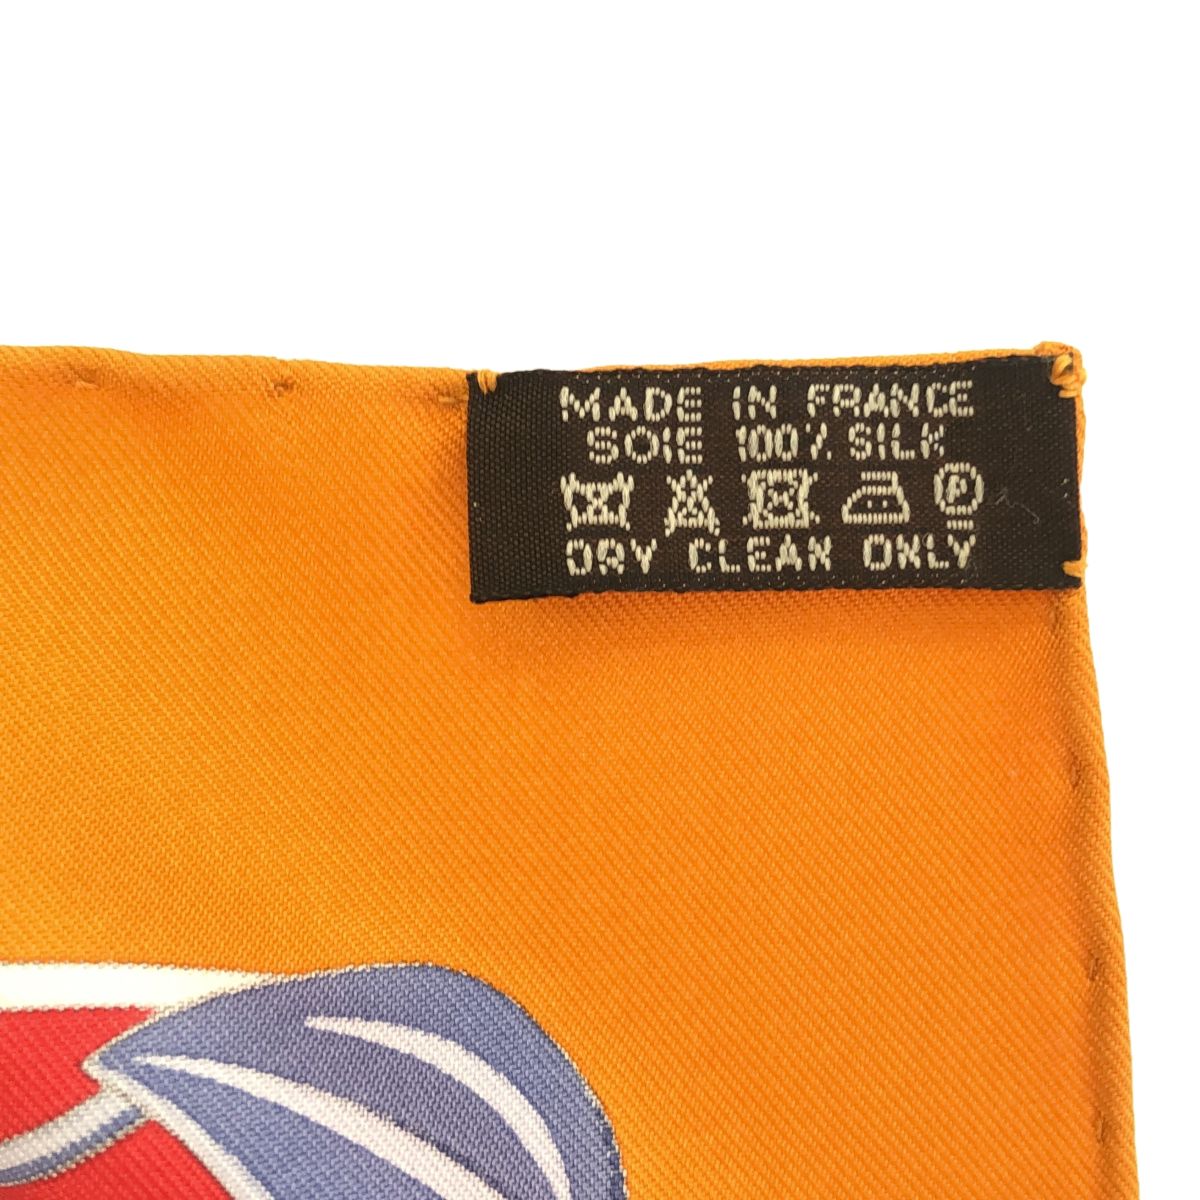 MADE IN FRANCE
SOIE 100% SILK
P
DRY CLEAN ONLY